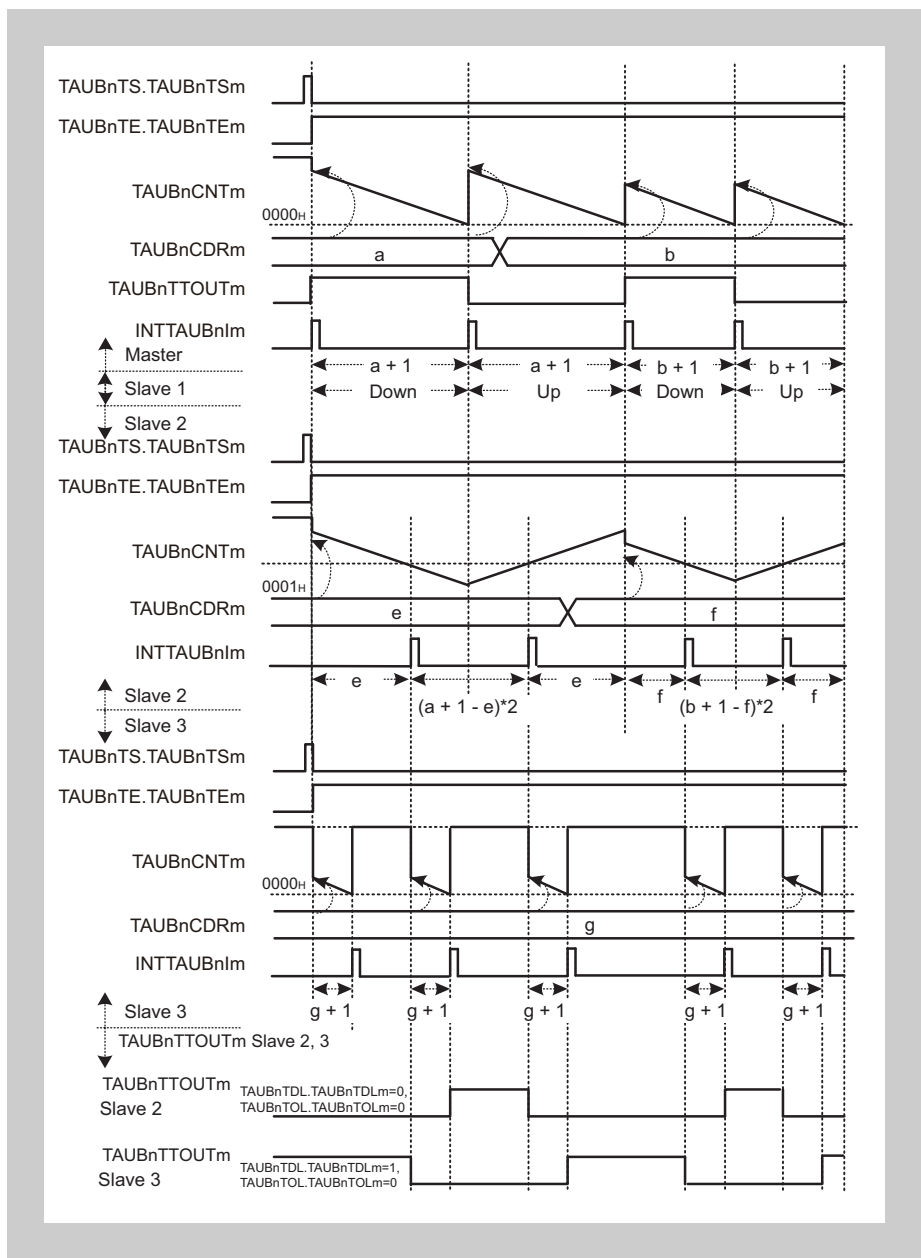 TAUBnTS.TAUBnTSm
TAUBnTE.TAUBnTEm
TAUBnCNTm
0000H
TAUBnCDRm
a
b
TAUBnTTOUTm
INTTAUBnIm
Master
a + 1
a + 1
b + 1
b + 1
Slave 1
Down
Up
Down
Up
Slave 2
TAUBnTS.TAUBnTSm
TAUBnTE.TAUBnTEm
TAUBnCNTm
0001H
TAUBnCDRm
e
f
INTTAUBnIm
e
e
f
f
Slave 2
(a + 1 - e)*2
(b + 1 - f)*2
Slave 3
TAUBnTS.TAUBnTSm
TAUBnTE.TAUBnTEm
TAUBnCNTm
0000H
TAUBnCDRm
g
INTTAUBnIm
Slave 3
g + 1
g + 1
g + 1
g + 1
g + 1
TAUBnTTOUTm Slave 2, 3
TAUBnTTOUTm
Slave 2
TAUBnTDL.TAUBnTDLm=0,
TAUBnTOL.TAUBnTOLm=0
TAUBnTTOUTm
Slave 3
TAUBnTDL.TAUBnTDLm=1,
TAUBnTOL.TAUBnTOLm=0